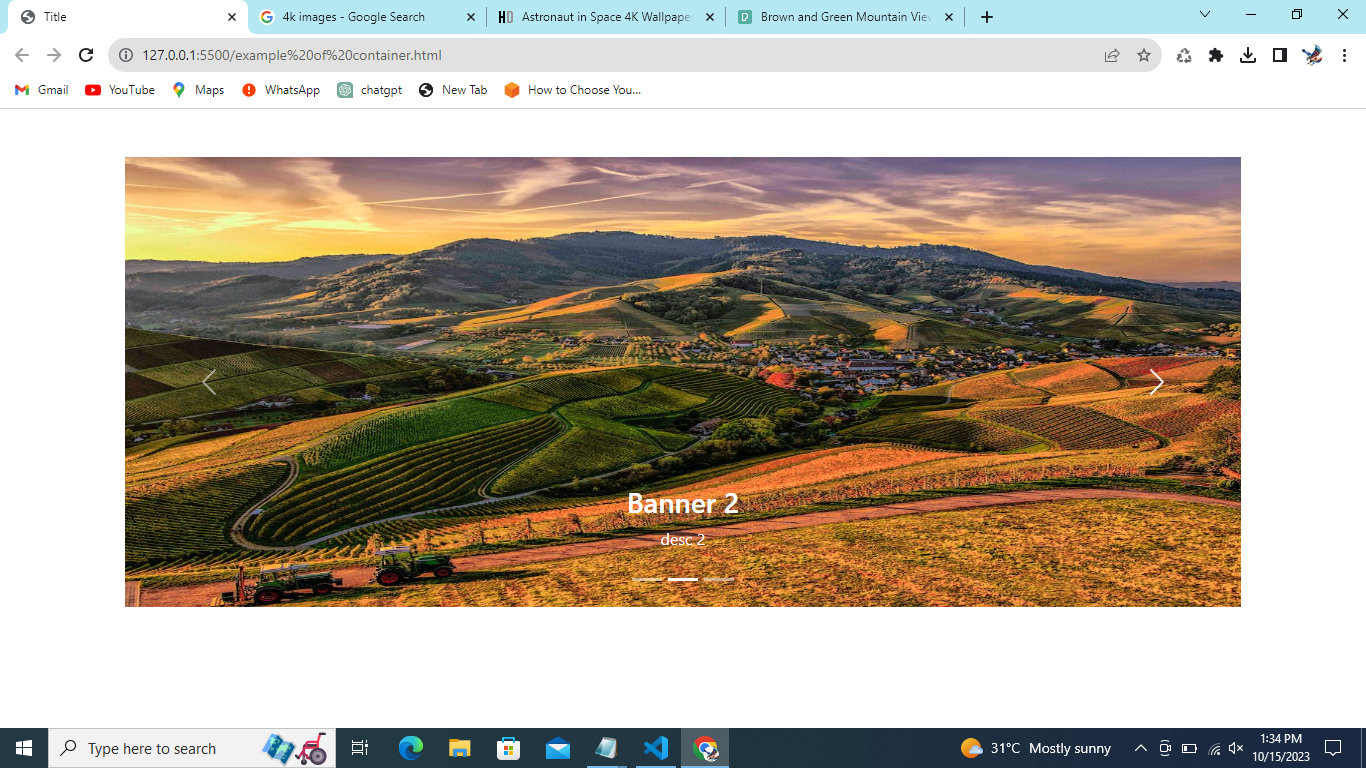 Title
4k images - Google Search
Astronaut in Space 4K Wallpaper
Brown and Green Mountain View
127.0.0.1:5500/example%20of%20container.html
Gmail
YouTube
Maps
WhatsApp
chatgpt
New Tab
How to Choose You...
Banner 2
desc 2
Type here to search
31°C Mostly sunny
1:34 PM
10/15/2023